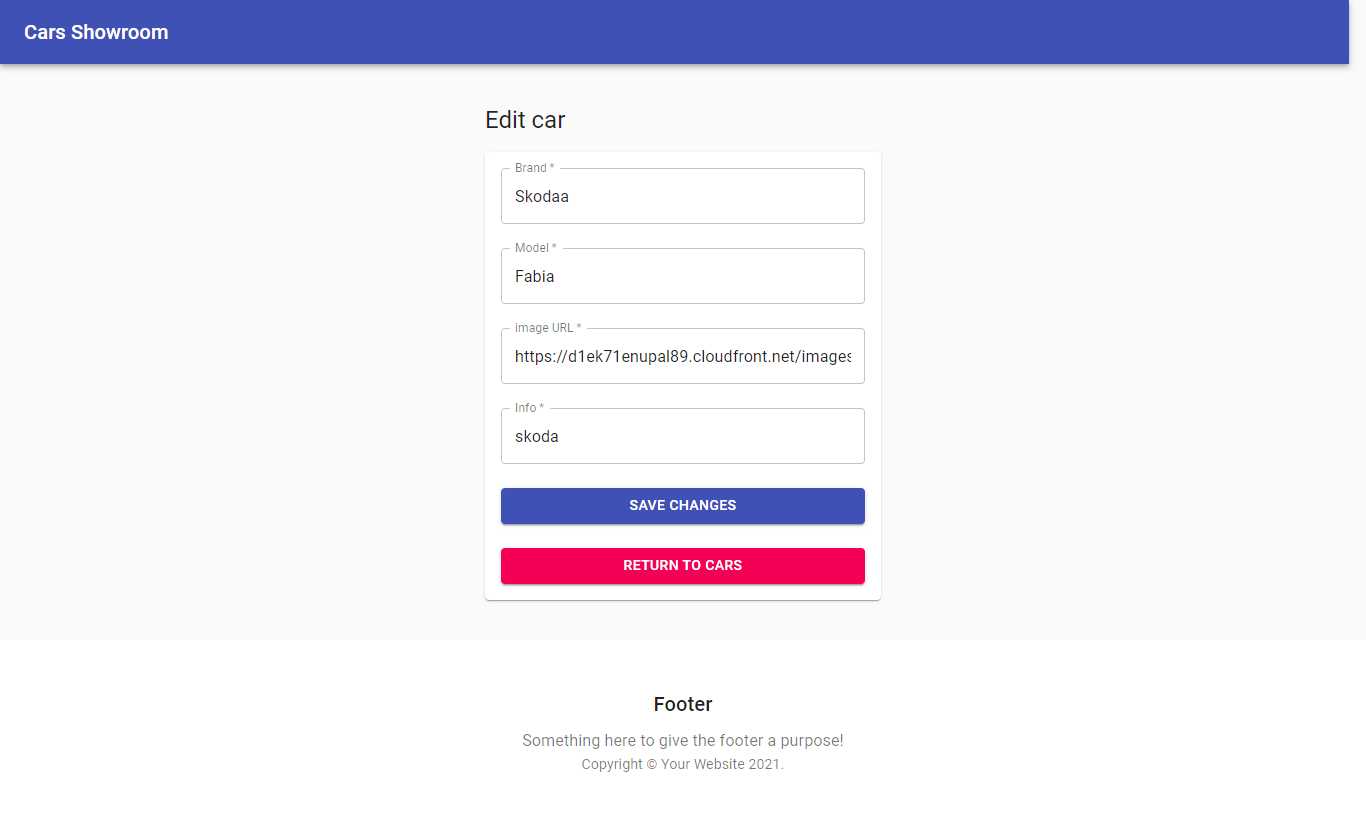 Cars Showroom
Edit car
Brand *
Skodaa
Model *
Fabia
image URL *
https://d1ek71enupal89.cloudfront.net/images
Info *
skoda
SAVE CHANGES
RETURN TO CARS
Footer
Something here to give the footer a purpose!
Copyright © Your Website 2021.